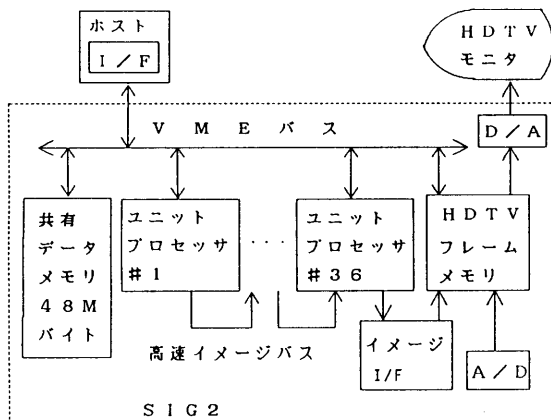 ホスト
I/F
HDTV
モニタ
VMEバス
D/A
共有
データ
メモリ
48M
バイト
ユニット
プロセッサ
#1
・・・
ユニット
プロセッサ
#36
HDTV
フレーム
メモリ
高速イメージバス
イメージ
I/F
A/D
SIG2